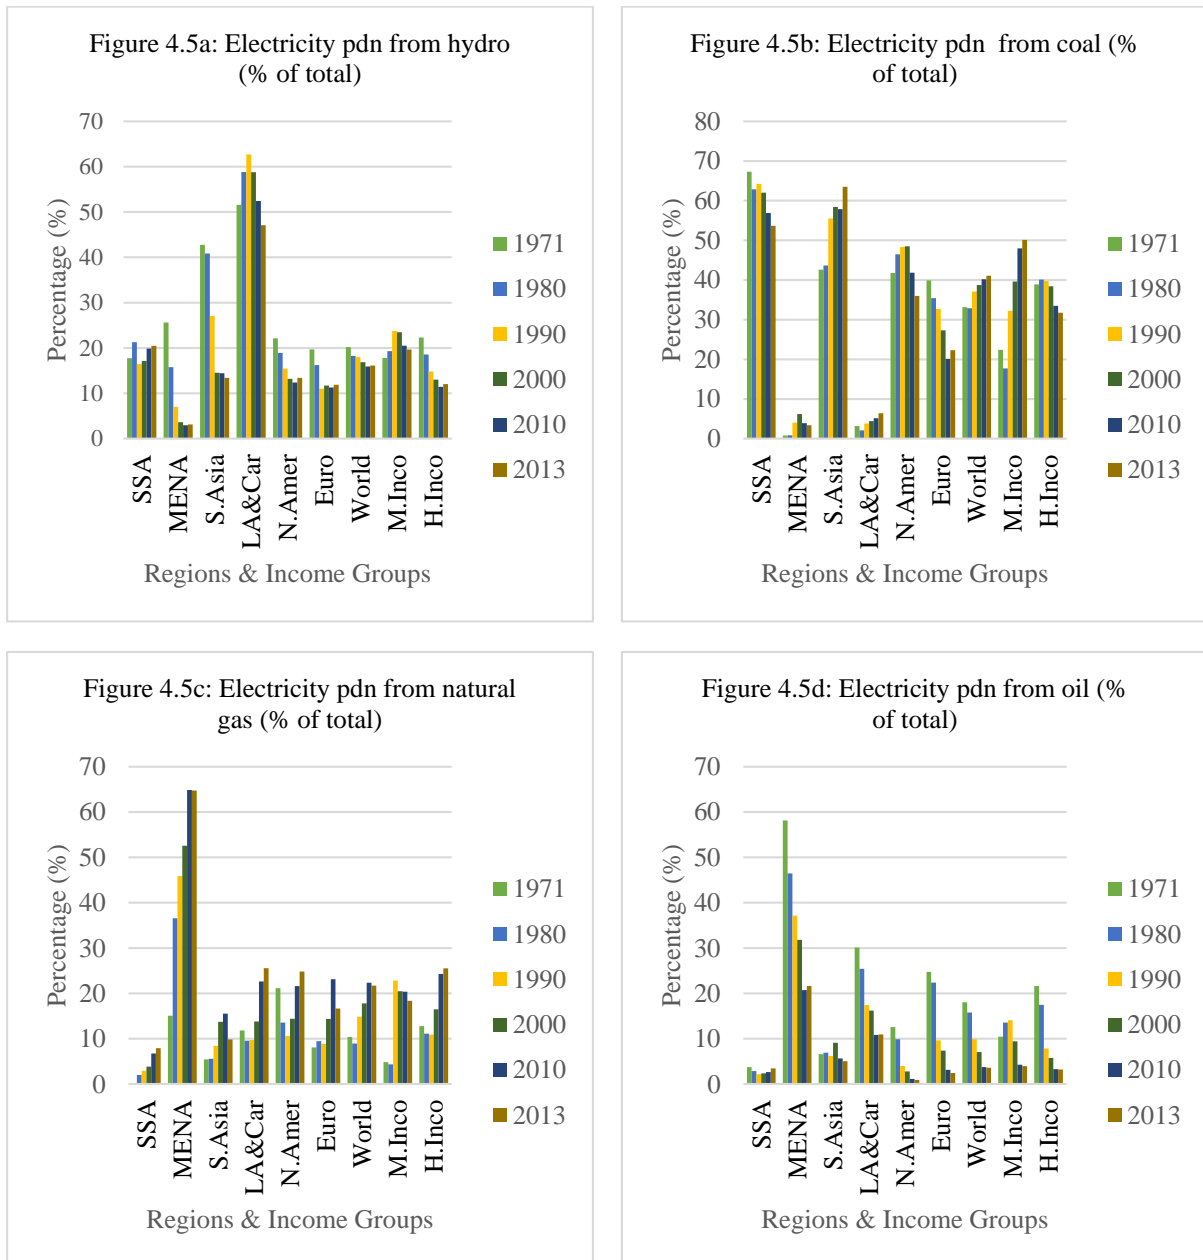 Figure 4.5a: Electricity pdn from hydro
(% of total)
70
60
50
40
30
20
10
0
Percentage (%)
SSA
MENA
S.Asia
LA&Car
N.Amer
Euro
World
M.Inco
H.Inco
Regions & Income Groups
1971
1980
1990
2000
2010
2013
Figure 4.5b: Electricity pdn from coal (%
of total)
80
70
60
50
40
30
20
10
0
Percentage (%)
SSA
MENA
S.Asia
LA&Car
N.Amer
Euro
World
M.Inco
H.Inco
Regions & Income Groups
1971
1980
1990
2000
2010
2013
Figure 4.5c: Electricity pdn from natural
gas (% of total)
70
60
50
40
30
20
10
0
Percentage (%)
SSA
MENA
S.Asia
LA&Car
N.Amer
Euro
World
M.Inco
H.Inco
Regions & Income Groups
1971
1980
1990
2000
2010
2013
Figure 4.5d: Electricity pdn from oil (%
of total)
70
60
50
40
30
20
10
0
Percentage (%)
SSA
MENA
S.Asia
LA&Car
N.Amer
Euro
World
M.Inco
H.Inco
Regions & Income Groups
1971
1980
1990
2000
2010
2013